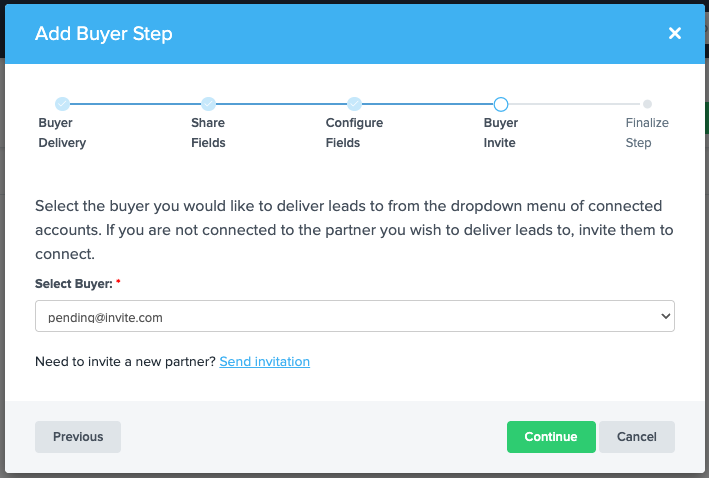 Add Buyer Step
Buyer Delivery
Share Fields
Configure Fields
Buyer Invite
Finalize Step
Select the buyer you would like to deliver leads to from the dropdown menu of connected
accounts. If you are not connected to the partner you wish to deliver leads to, invite them to
connect.
Select Buyer: *
pending@invite.com
Need to invite a new partner? Send invitation
Previous
Continue
Cancel